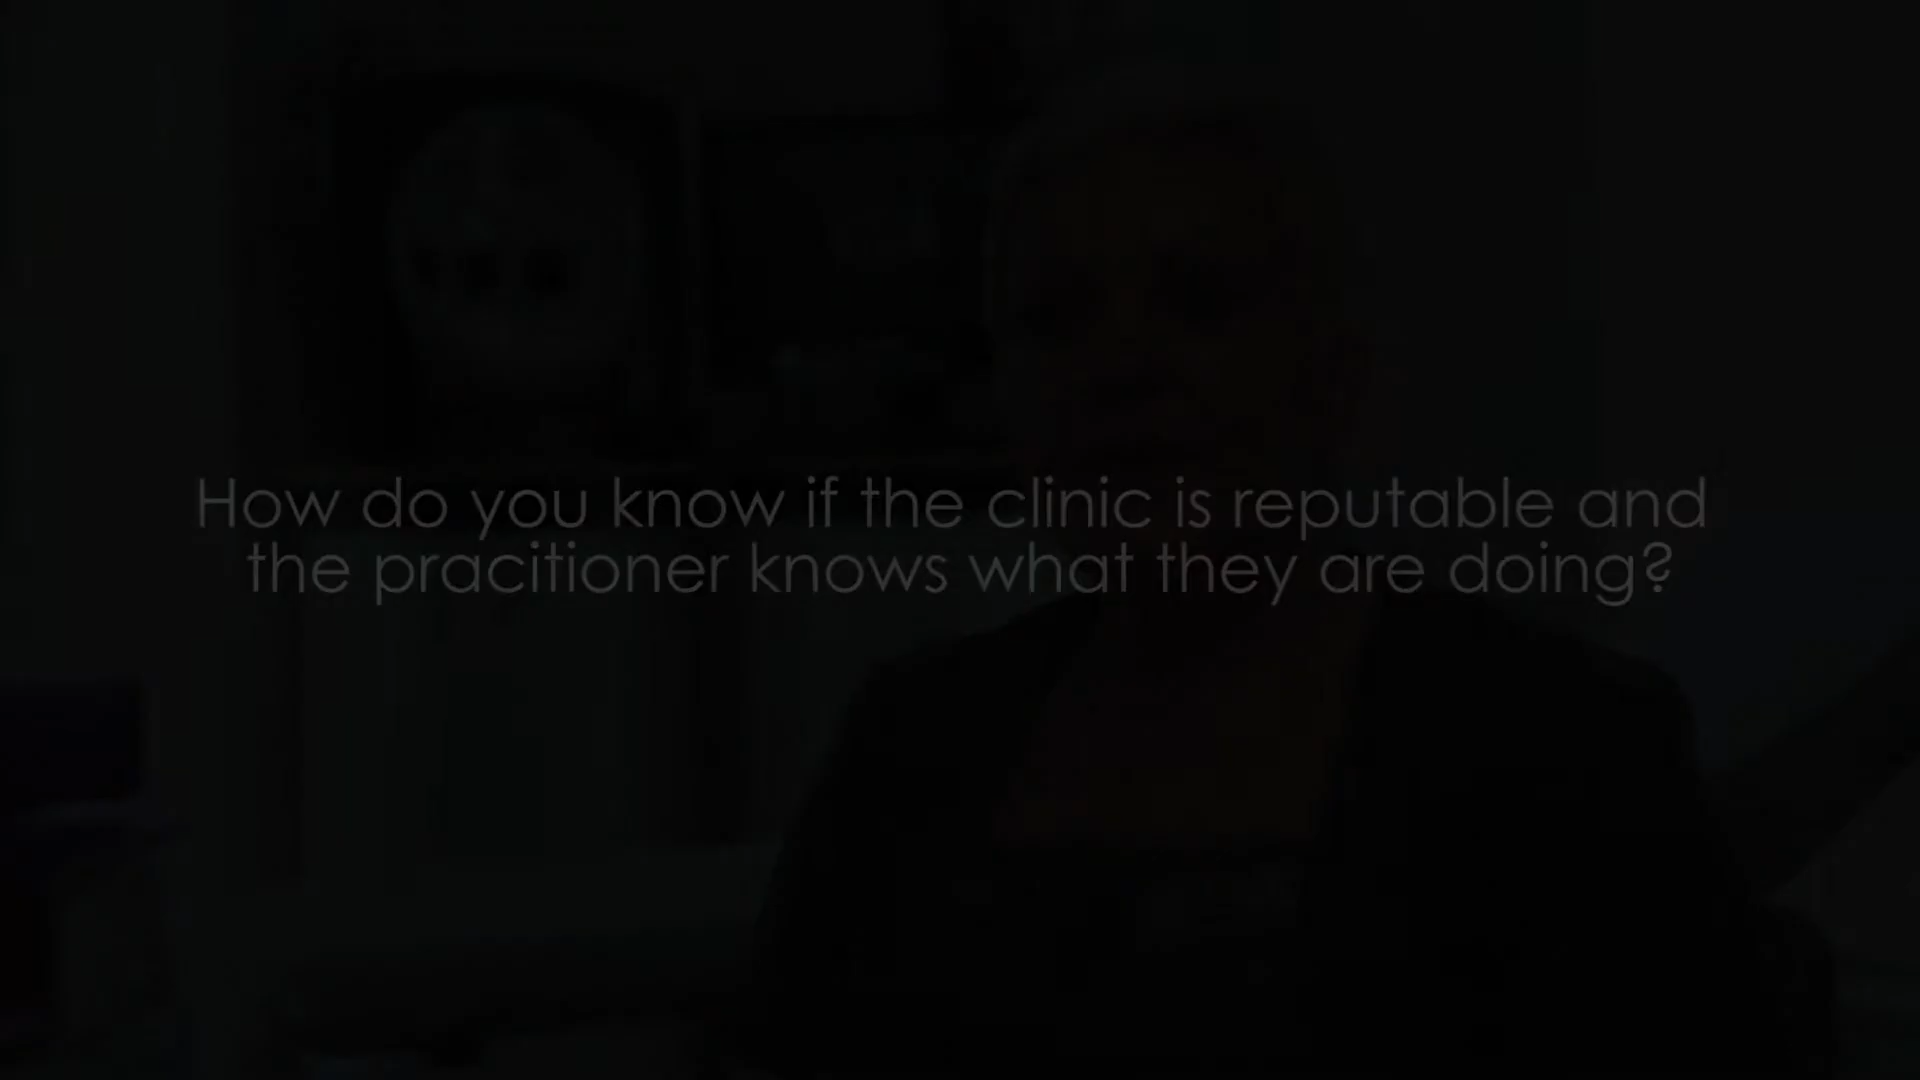 How do you know if the clinic is reputable and
the pracitioner knows what they are doing?